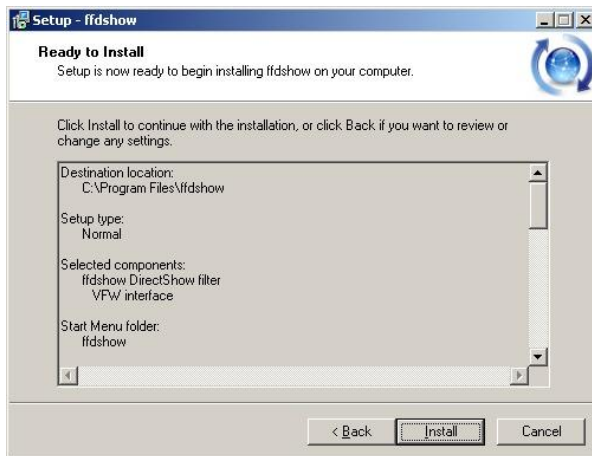 Setup - ffdshow
Ready to Install
Setup is now ready to begin installing ffdshow on your computer.
Click Install to continue with the installation, or click Back if you want to review or
change any settings.
Destination location:
C:\Program Files\ffdshow
Setup type:
Normal
Selected components:
ffdshow DirectShow filter
VFW interface
Start Menu folder:
ffdshow
< Back
Install
Cancel